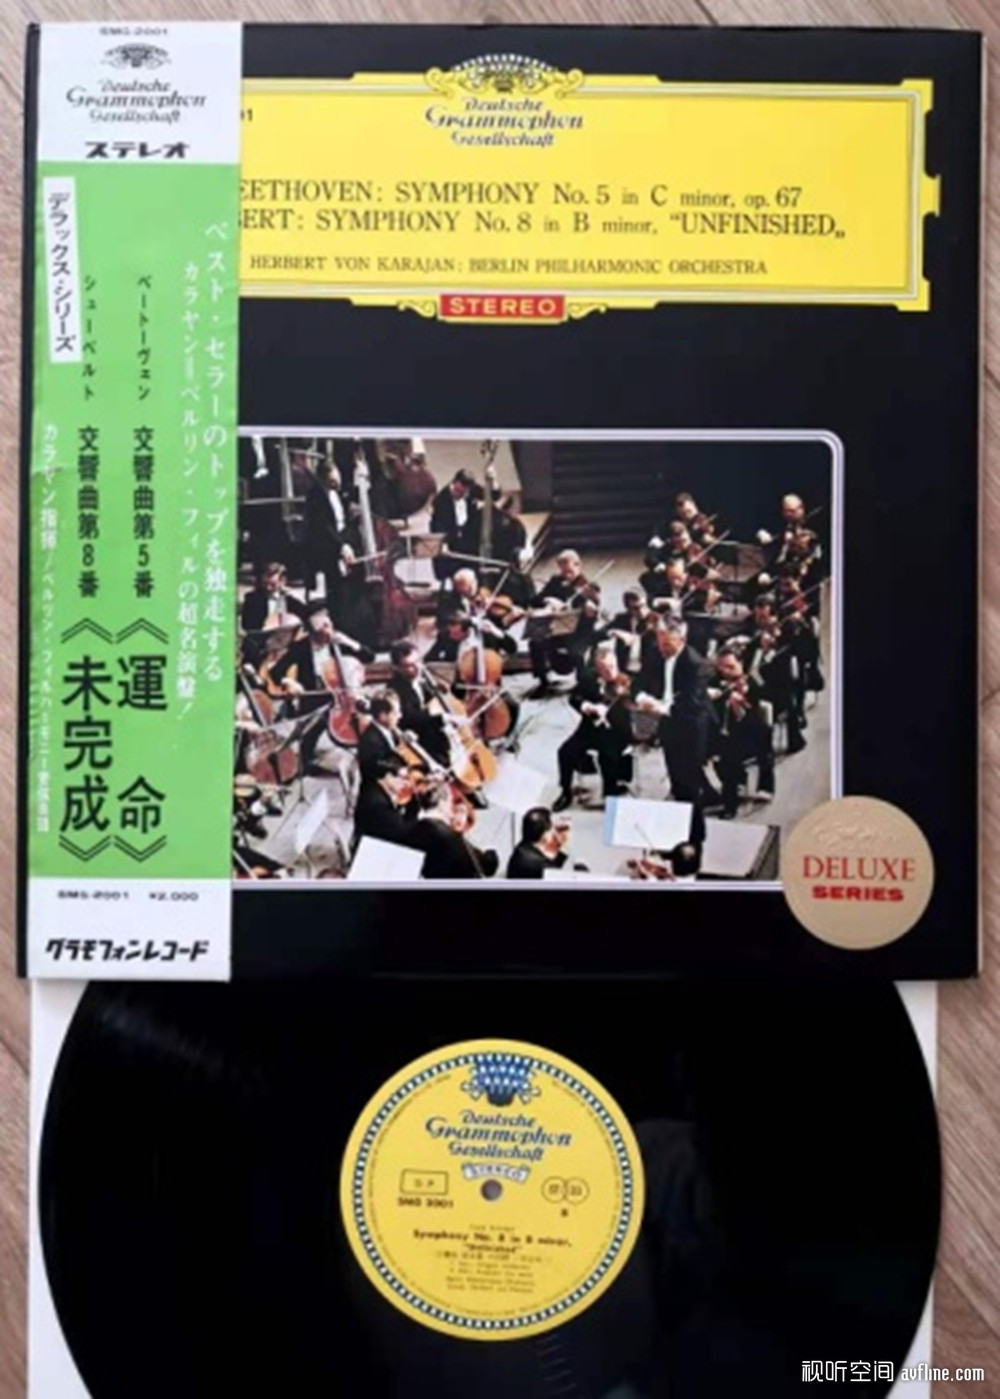 SMG-2001
Deutsche
Grammophon
Gesellschaft
ステレオ
デラックス・シリーズ
ベスト・セラーのトップを独走する
カラヤン=ベルリン・フィルの超名演盤!
ベートーヴェン 交響曲第5番《運命》
シューベルト 交響曲第8番《未完成》
カラヤン指揮/ベルリン・フィルハーモニー管弦楽団
SMG-2001 ¥2,000
グラモフォンレコード
Deutsche
Grammophon
Gesellschaft
EETHOVEN: SYMPHONY No. 5 in C minor, op. 67
BERT: SYMPHONY No. 8 in B minor, “UNFINISHED„
HERBERT VON KARAJAN: BERLIN PHILHARMONIC ORCHESTRA
STEREO
DELUXE
SERIES
Deutsche
Grammophon
Gesellschaft
STEREO
SMG 2001
Symphony No. 8 in B minor,
"Unfinished"
视听空间 avfline.com